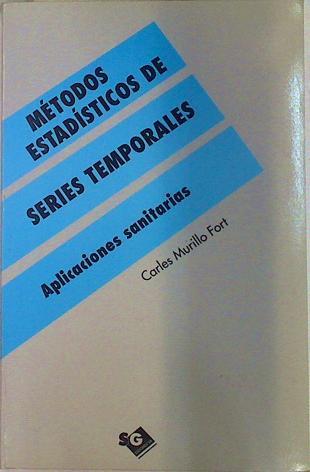 MÉTODOS
ESTADÍSTICOS DE
SERIES TEMPORALES
Aplicaciones sanitarias
Carles Murillo Fort
SG